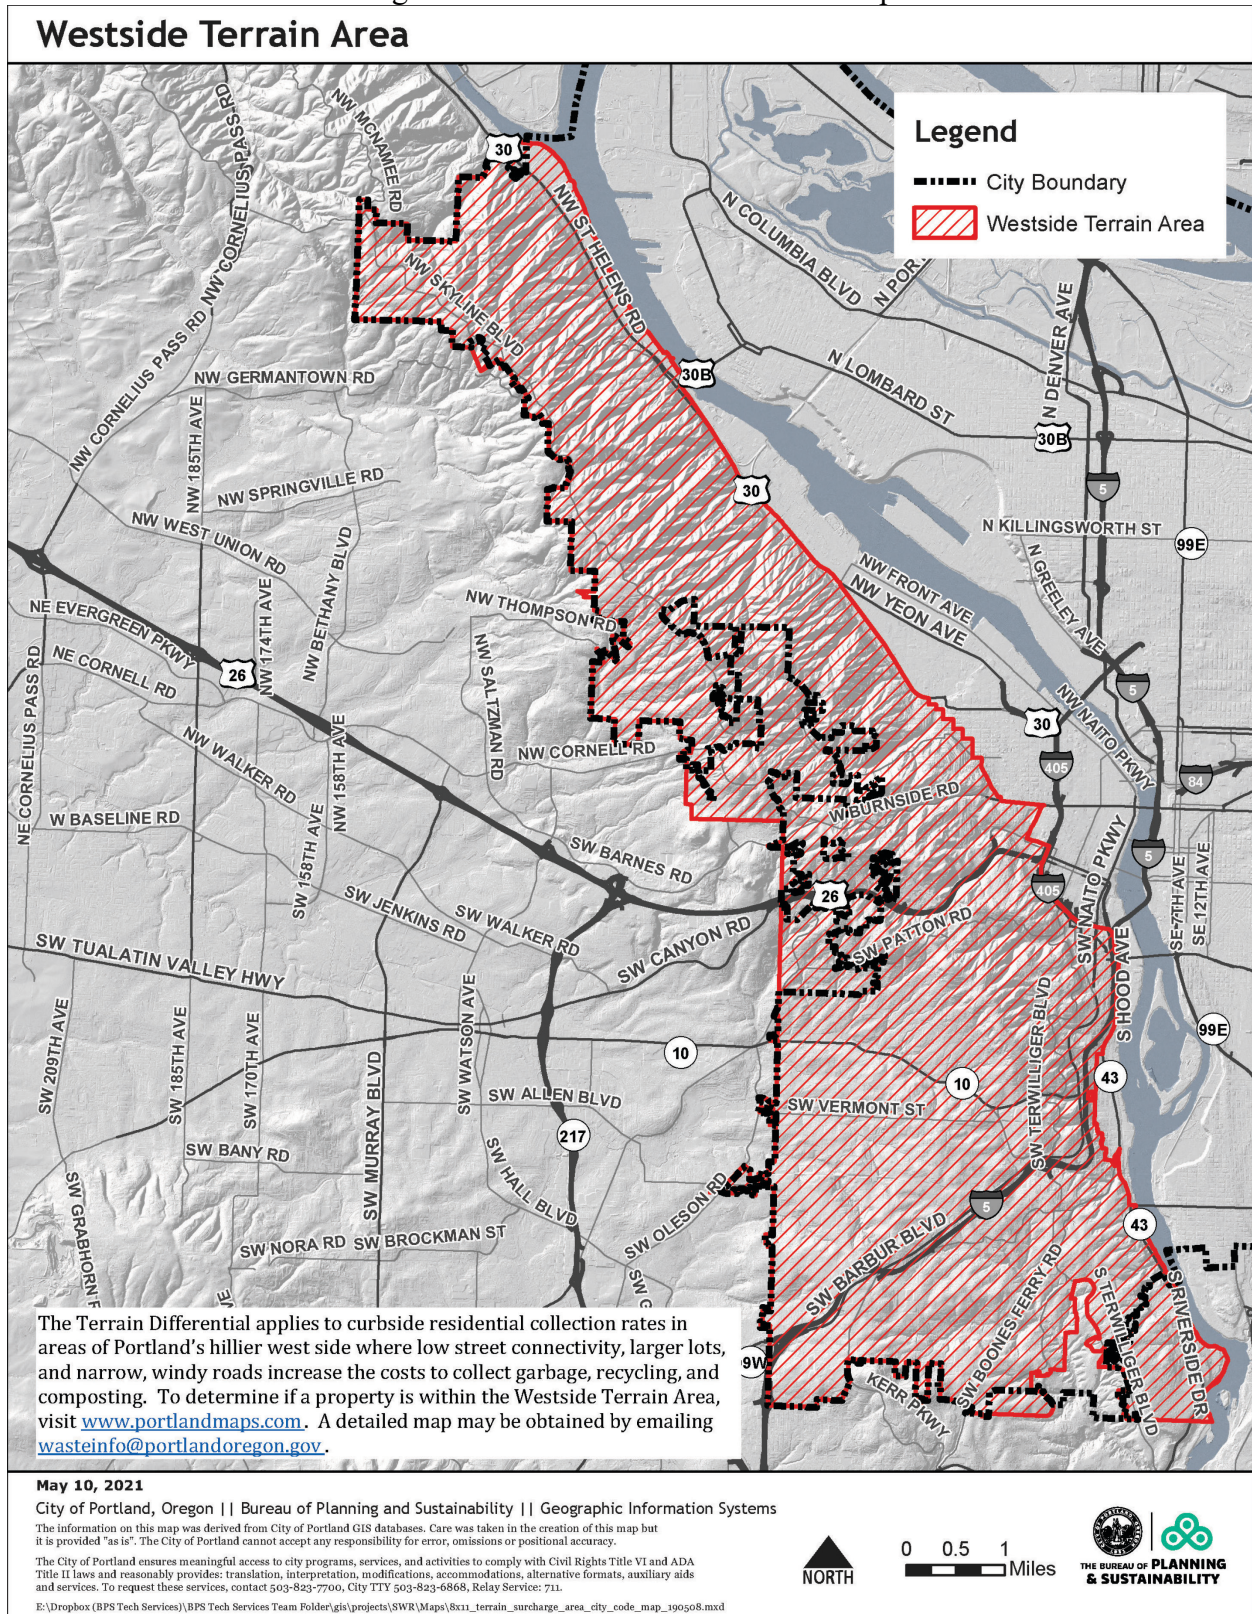 Westside Terrain Area
Legend
City Boundary
Westside Terrain Area
NW CORNELIUS PASS RD
NW MCNAMEE RD
30
NW ST HELENS RD
N COLUMBIA BLVD
N POR
NW SKYLINE BLVD
N DENVER AVE
NW CORNELIUS PASS RD
NW GERMANTOWN RD
30B
N LOMBARD ST
30B
NW 185TH AVE
NW SPRINGVILLE RD
30
5
NW WEST UNION RD
NW BETHANY BLVD
N KILLINGSWORTH ST
99E
NW FRONT AVE
NW YEON AVE
N GREELEY AVE
NE EVERGREEN PKWY
NW 174TH AVE
NW THOMPSON RD
NE CORNELL RD
26
NW SALTZMAN RD
5
NW NAITO PKWY
30
NE CORNELIUS PASS RD
NW WALKER RD
NW 158TH AVE
NW CORNELL RD
405
84
W BASELINE RD
W BURNSIDE RD
SW 158TH AVE
SW BARNES RD
5
SW JENKINS RD
SW WALKER RD
26
405
SW NAITO PKWY
SE 7TH AVE
SE 12TH AVE
SW TUALATIN VALLEY HWY
SW CANYON RD
SW PATTON RD
S HOOD AVE
SW 209TH AVE
SW 185TH AVE
SW 170TH AVE
SW MURRAY BLVD
SW WATSON AVE
10
SW TERWILLIGER BLVD
99E
10
43
SW ALLEN BLVD
SW VERMONT ST
217
SW BANY RD
SW HALL BLVD
SW OLESON RD
5
43
SW GRABHORN R
SW NORA RD
SW BROCKMAN ST
SW BARBUR BLVD
SW BOONES FERRY RD
S TERWILLIGER BLVD
S RIVERSIDE DR
9W
KERR PKWY
The Terrain Differential applies to curbside residential collection rates in
areas of Portland's hillier west side where low street connectivity, larger lots,
and narrow, windy roads increase the costs to collect garbage, recycling, and
composting. To determine if a property is within the Westside Terrain Area,
visit www.portlandmaps.com. A detailed map may be obtained by emailing
wasteinfo@portlandoregon.gov.
May 10, 2021
City of Portland, Oregon || Bureau of Planning and Sustainability || Geographic Information Systems
The information on this map was derived from City of Portland GIS databases. Care was taken in the creation of this map but
it is provided "as is". The City of Portland cannot accept any responsibility for error, omissions or positional accuracy.
The City of Portland ensures meaningful access to city programs, services, and activities to comply with Civil Rights Title VI and ADA
Title II laws and reasonably provides: translation, interpretation, modifications, accommodations, alternative formats, auxiliary aids
and services. To request these services, contact 503-823-7700, City TTY 503-823-6868, Relay Service: 711.
E:\Dropbox (BPS Tech Services)\BPS Tech Services Team Folder\gis\projects\SWR\Maps\8x11_terrain_surcharge_area_city_code_map_190508.mxd
NORTH
0 0.5 1
Miles
THE BUREAU OF PLANNING
& SUSTAINABILITY